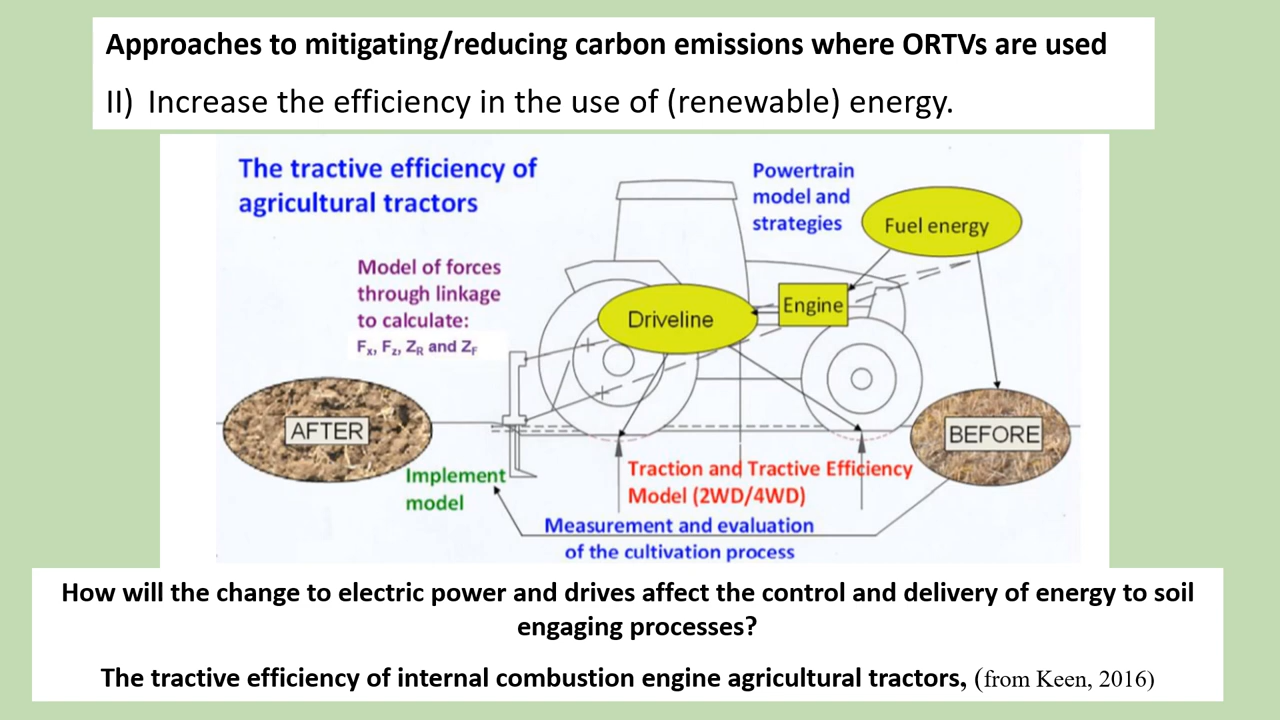 Approaches to mitigating/reducing carbon emissions where ORTVs are used
II) Increase the efficiency in the use of (renewable) energy.
The tractive efficiency of
agricultural tractors
Powertrain
model and
strategies
Fuel energy
Model of forces
through linkage
to calculate:
Fx, Fz, ZR and ZF
Driveline
Engine
AFTER
BEFORE
Implement
model
Traction and Tractive Efficiency
Model (2WD/4WD)
Measurement and evaluation
of the cultivation process
How will the change to electric power and drives affect the control and delivery of energy to soil
engaging processes?
The tractive efficiency of internal combustion engine agricultural tractors, (from Keen, 2016)